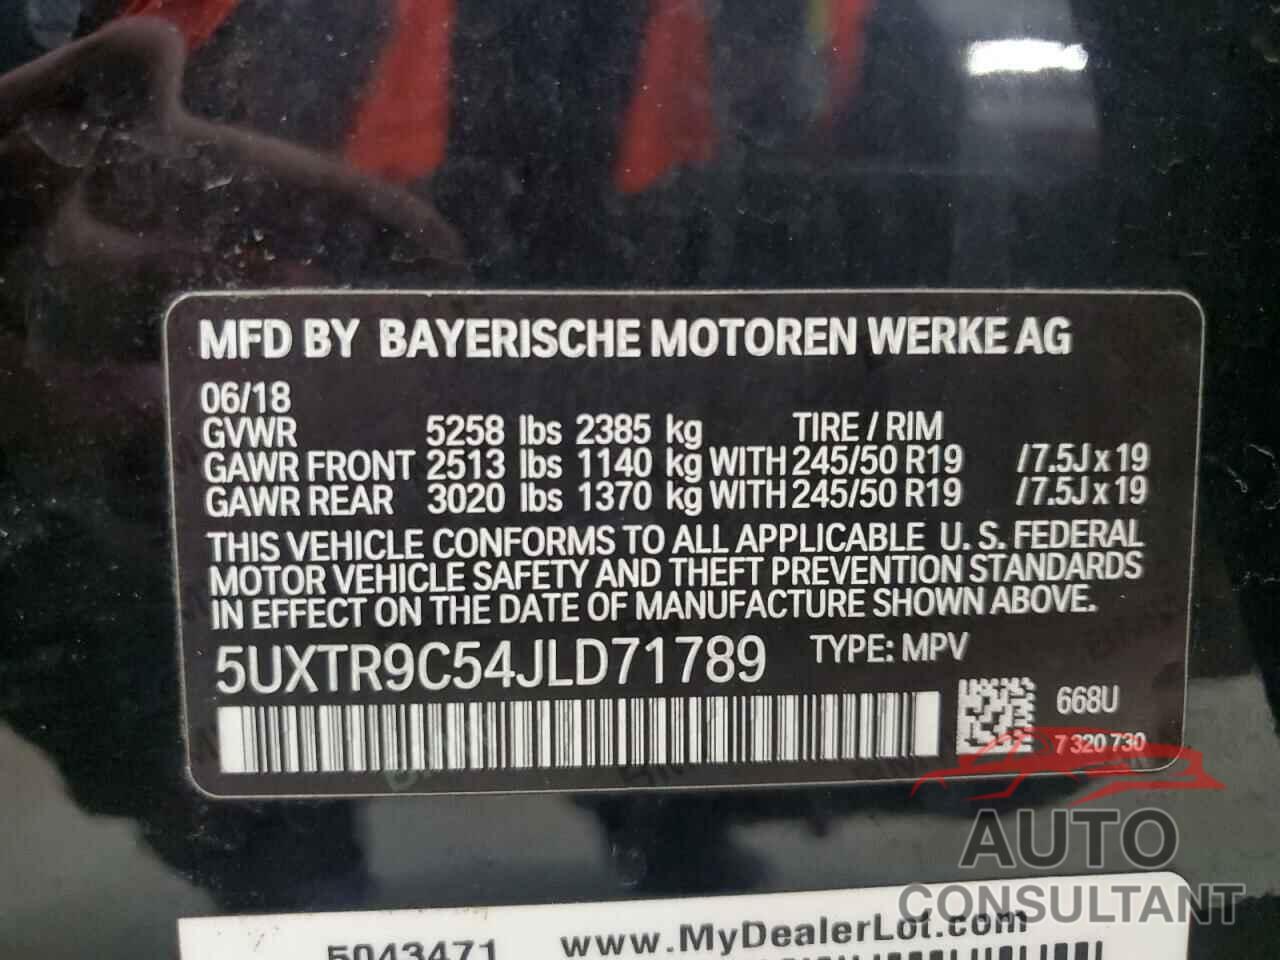 MFD BY BAYERISCHE MOTOREN WERKE AG
06/18
GVWR 5258 lbs 2385 kg TIRE / RIM
GAWR FRONT 2513 lbs 1140 kg WITH 245/50 R19 / 7.5J x 19
GAWR REAR 3020 lbs 1370 kg WITH 245/50 R19 / 7.5J x 19
THIS VEHICLE CONFORMS TO ALL APPLICABLE U. S. FEDERAL
MOTOR VEHICLE SAFETY AND THEFT PREVENTION STANDARDS
IN EFFECT ON THE DATE OF MANUFACTURE SHOWN ABOVE.
5UXTR9C54JLD71789 TYPE: MPV
668U
7 320 730
AUTO
CONSULTANT
5043471 www.MyDealerLot.com